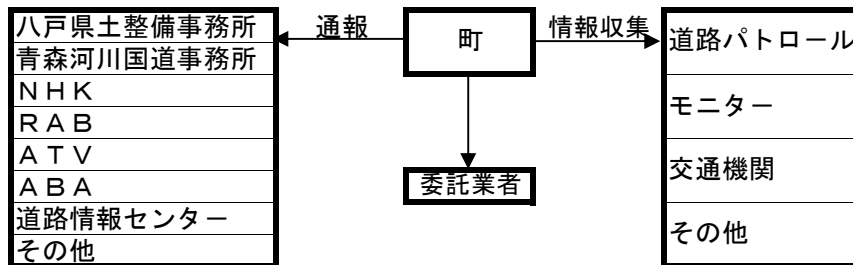 八戸県土整備事務所
青森河川国道事務所
ＮＨＫ
ＲＡＢ
ＡＴＶ
ＡＢＡ
道路情報センター
その他
通報
町
委託業者
情報収集
道路パトロール
モニター
交通機関
その他